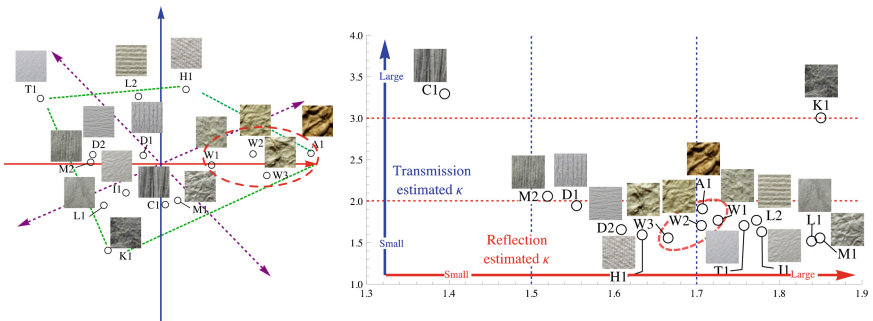 T1
L2
H1
D2
D1
M2
W1
W2
A1
W3
I1
C1
M1
L1
K1
4.0
3.5
3.0
2.5
2.0
1.5
1.0
Large
C1
K1
Transmission
estimated κ
M2
D1
A1
D2
W3
W2
W1
L2
L1
M1
Small
Reflection
estimated κ
H1
T1
I1
Small
Large
1.3
1.4
1.5
1.6
1.7
1.8
1.9